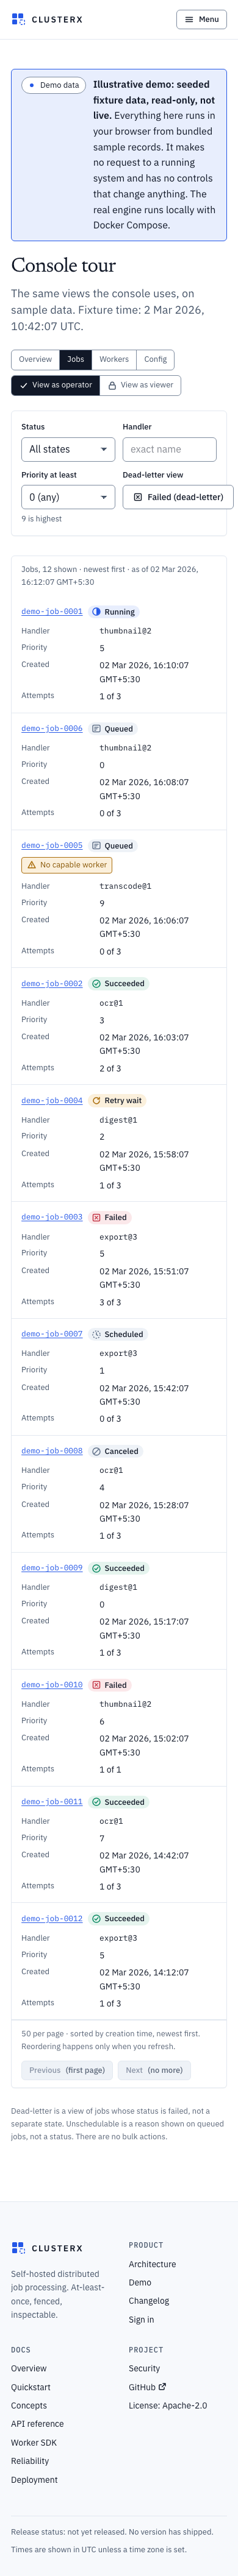 CLUSTERX
Menu
Demo data
Illustrative demo: seeded
fixture data, read-only, not
live. Everything here runs in
your browser from bundled
sample records. It makes
no request to a running
system and has no controls
that change anything. The
real engine runs locally with
Docker Compose.
Console tour
The same views the console uses, on
sample data. Fixture time: 2 Mar 2026,
10:42:07 UTC.
Overview Jobs Workers Config
View as operator View as viewer
Status Handler
All states exact name
Priority at least Dead-letter view
0 (any) Failed (dead-letter)
9 is highest
Jobs, 12 shown · newest first · as of 02 Mar 2026,
16:12:07 GMT+5:30
demo-job-0001 Running
Handler thumbnail@2
Priority 5
Created 02 Mar 2026, 16:10:07
GMT+5:30
Attempts 1 of 3
demo-job-0006 Queued
Handler thumbnail@2
Priority 0
Created 02 Mar 2026, 16:08:07
GMT+5:30
Attempts 0 of 3
demo-job-0005 Queued
No capable worker
Handler transcode@1
Priority 9
Created 02 Mar 2026, 16:06:07
GMT+5:30
Attempts 0 of 3
demo-job-0002 Succeeded
Handler ocr@1
Priority 3
Created 02 Mar 2026, 16:03:07
GMT+5:30
Attempts 2 of 3
demo-job-0004 Retry wait
Handler digest@1
Priority 2
Created 02 Mar 2026, 15:58:07
GMT+5:30
Attempts 1 of 3
demo-job-0003 Failed
Handler export@3
Priority 5
Created 02 Mar 2026, 15:51:07
GMT+5:30
Attempts 3 of 3
demo-job-0007 Scheduled
Handler export@3
Priority 1
Created 02 Mar 2026, 15:42:07
GMT+5:30
Attempts 0 of 3
demo-job-0008 Canceled
Handler ocr@1
Priority 4
Created 02 Mar 2026, 15:28:07
GMT+5:30
Attempts 1 of 3
demo-job-0009 Succeeded
Handler digest@1
Priority 0
Created 02 Mar 2026, 15:17:07
GMT+5:30
Attempts 1 of 3
demo-job-0010 Failed
Handler thumbnail@2
Priority 6
Created 02 Mar 2026, 15:02:07
GMT+5:30
Attempts 1 of 1
demo-job-0011 Succeeded
Handler ocr@1
Priority 7
Created 02 Mar 2026, 14:42:07
GMT+5:30
Attempts 1 of 3
demo-job-0012 Succeeded
Handler export@3
Priority 5
Created 02 Mar 2026, 14:12:07
GMT+5:30
Attempts 1 of 3
50 per page · sorted by creation time, newest first.
Reordering happens only when you refresh.
Previous (first page) Next (no more)
Dead-letter is a view of jobs whose status is failed, not a
separate state. Unschedulable is a reason shown on queued
jobs, not a status. There are no bulk actions.
CLUSTERX
Self-hosted distributed
job processing. At-least-
once, fenced,
inspectable.
PRODUCT
Architecture
Demo
Changelog
Sign in
DOCS
Overview
Quickstart
Concepts
API reference
Worker SDK
Reliability
Deployment
PROJECT
Security
GitHub
License: Apache-2.0
Release status: not yet released. No version has shipped.
Times are shown in UTC unless a time zone is set.